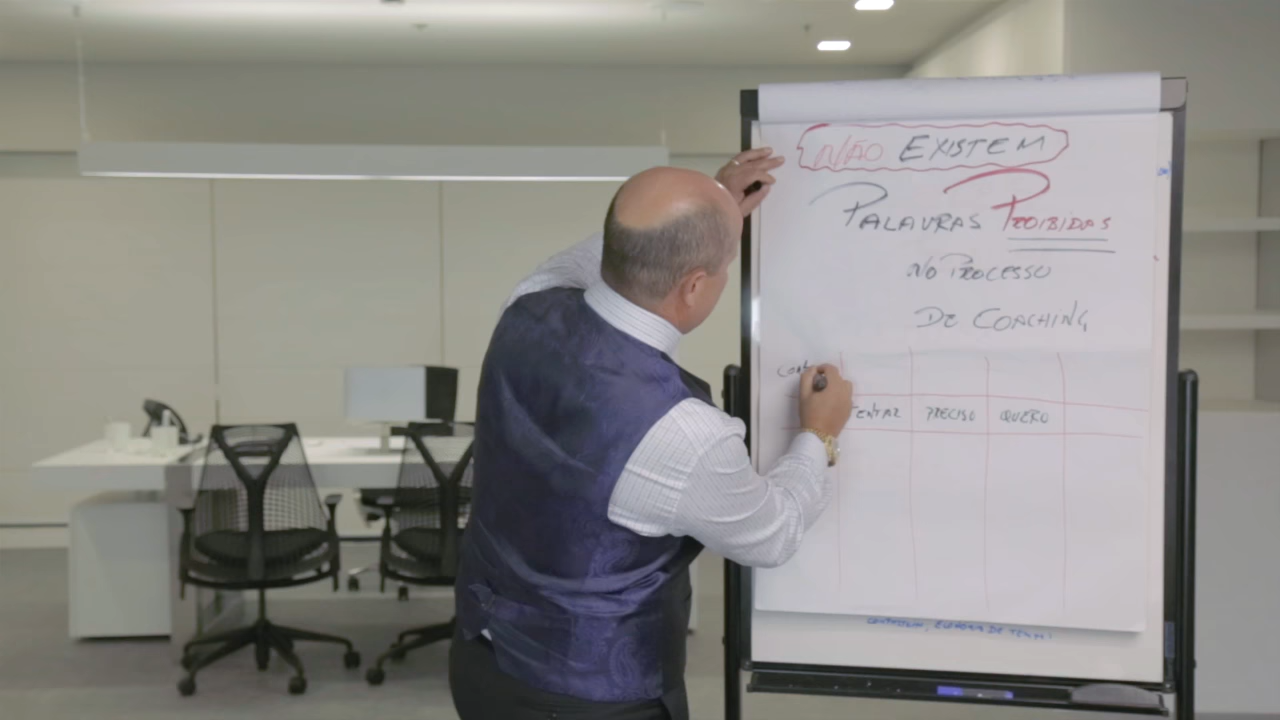 NÃO EXISTEM
PALAVRAS PROIBIDAS
NO PROCESSO
DE COACHING
TENTAR PRECISO QUERO